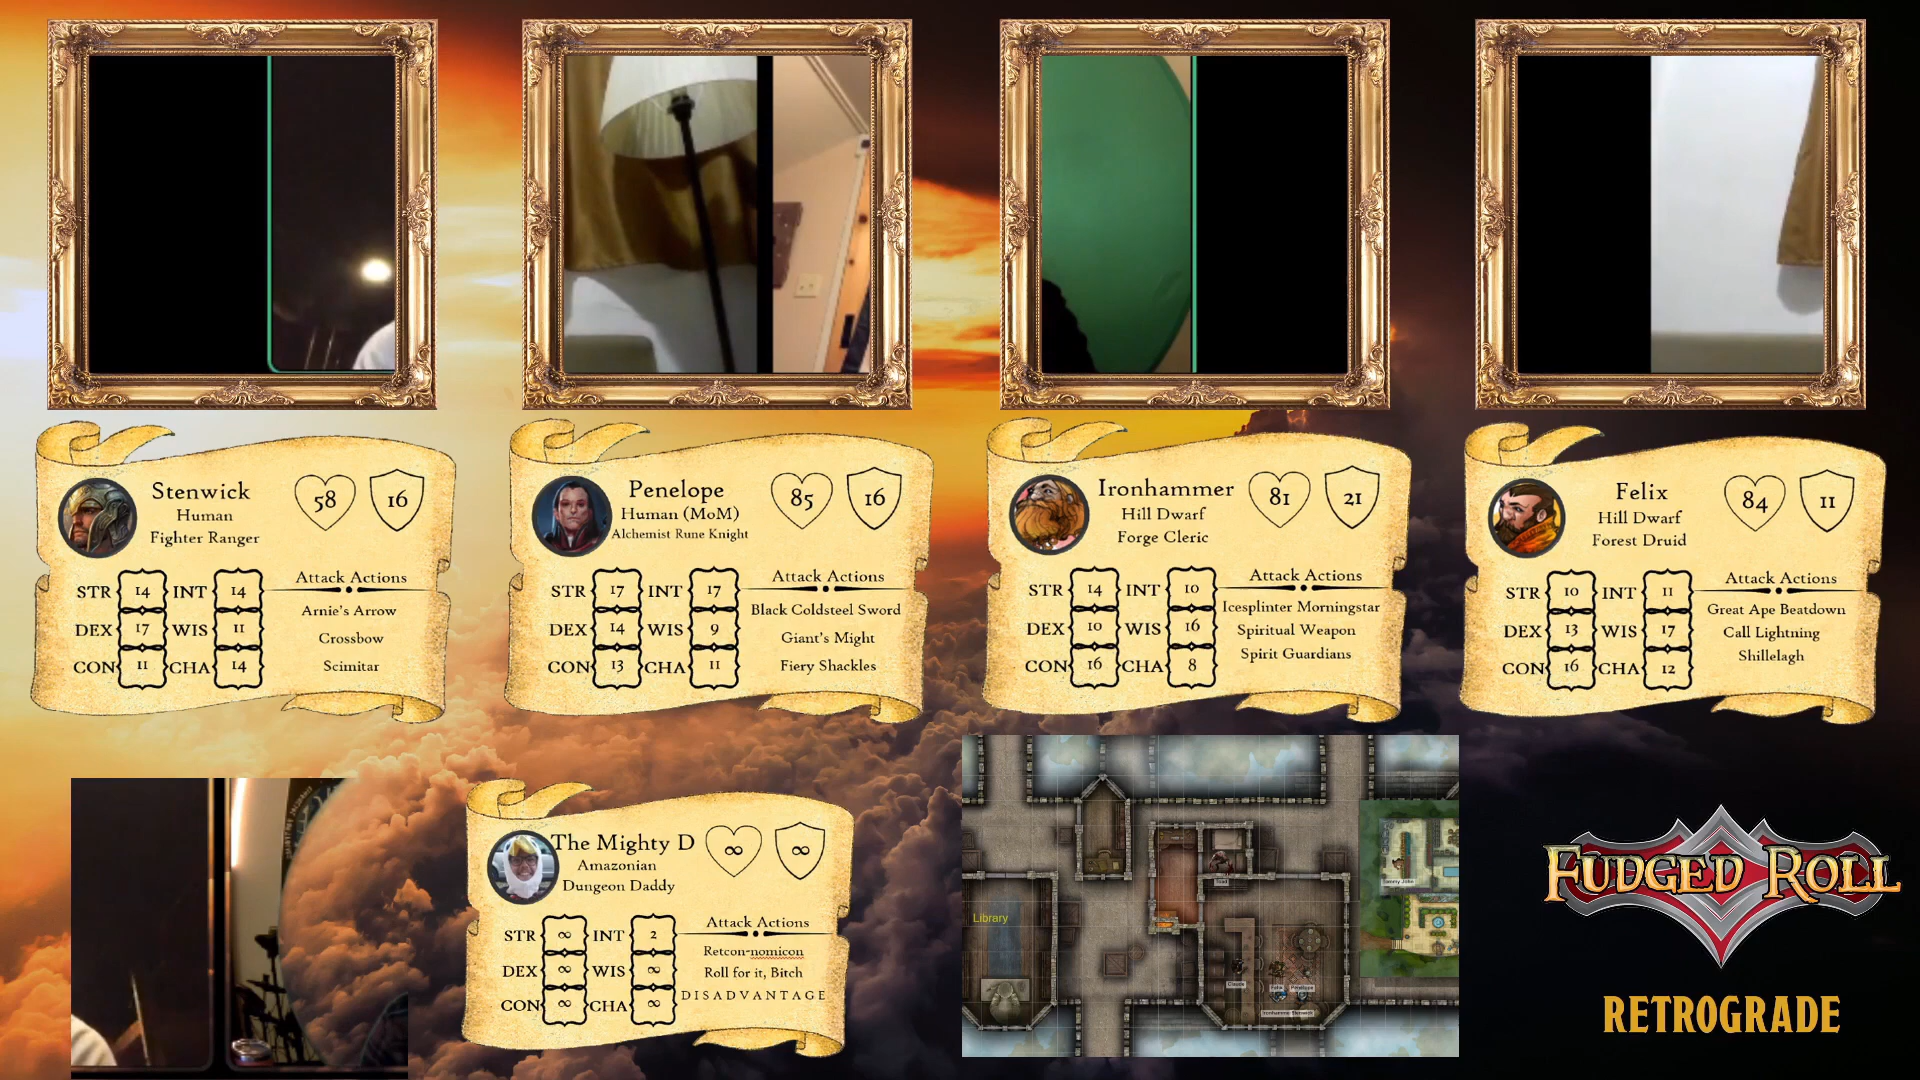 Stenwick
Human
Fighter Ranger
58
16
STR 14 INT 14
DEX 17 WIS 11
CON 11 CHA 14
Attack Actions
Arnie's Arrow
Crossbow
Scimitar
Penelope
Human (MoM)
Alchemist Rune Knight
85
16
STR 17 INT 17
DEX 14 WIS 9
CON 13 CHA 11
Attack Actions
Black Coldsteel Sword
Giant's Might
Fiery Shackles
Ironhammer
Hill Dwarf
Forge Cleric
81
21
STR 14 INT 10
DEX 10 WIS 16
CON 16 CHA 8
Attack Actions
Icesplinter Morningstar
Spiritual Weapon
Spirit Guardians
Felix
Hill Dwarf
Forest Druid
84
11
STR 10 INT 11
DEX 13 WIS 17
CON 16 CHA 12
Attack Actions
Great Ape Beatdown
Call Lightning
Shillelagh
The Mighty D
Amazonian
Dungeon Daddy
∞
∞
STR ∞ INT 2
DEX ∞ WIS ∞
CON ∞ CHA ∞
Attack Actions
Retcon-nomicon
Roll for it, Bitch
DISADVANTAGE
Library
Claude
Felix
Penelope
Ironhammer Stenwick
FUDGED ROLL
RETROGRADE